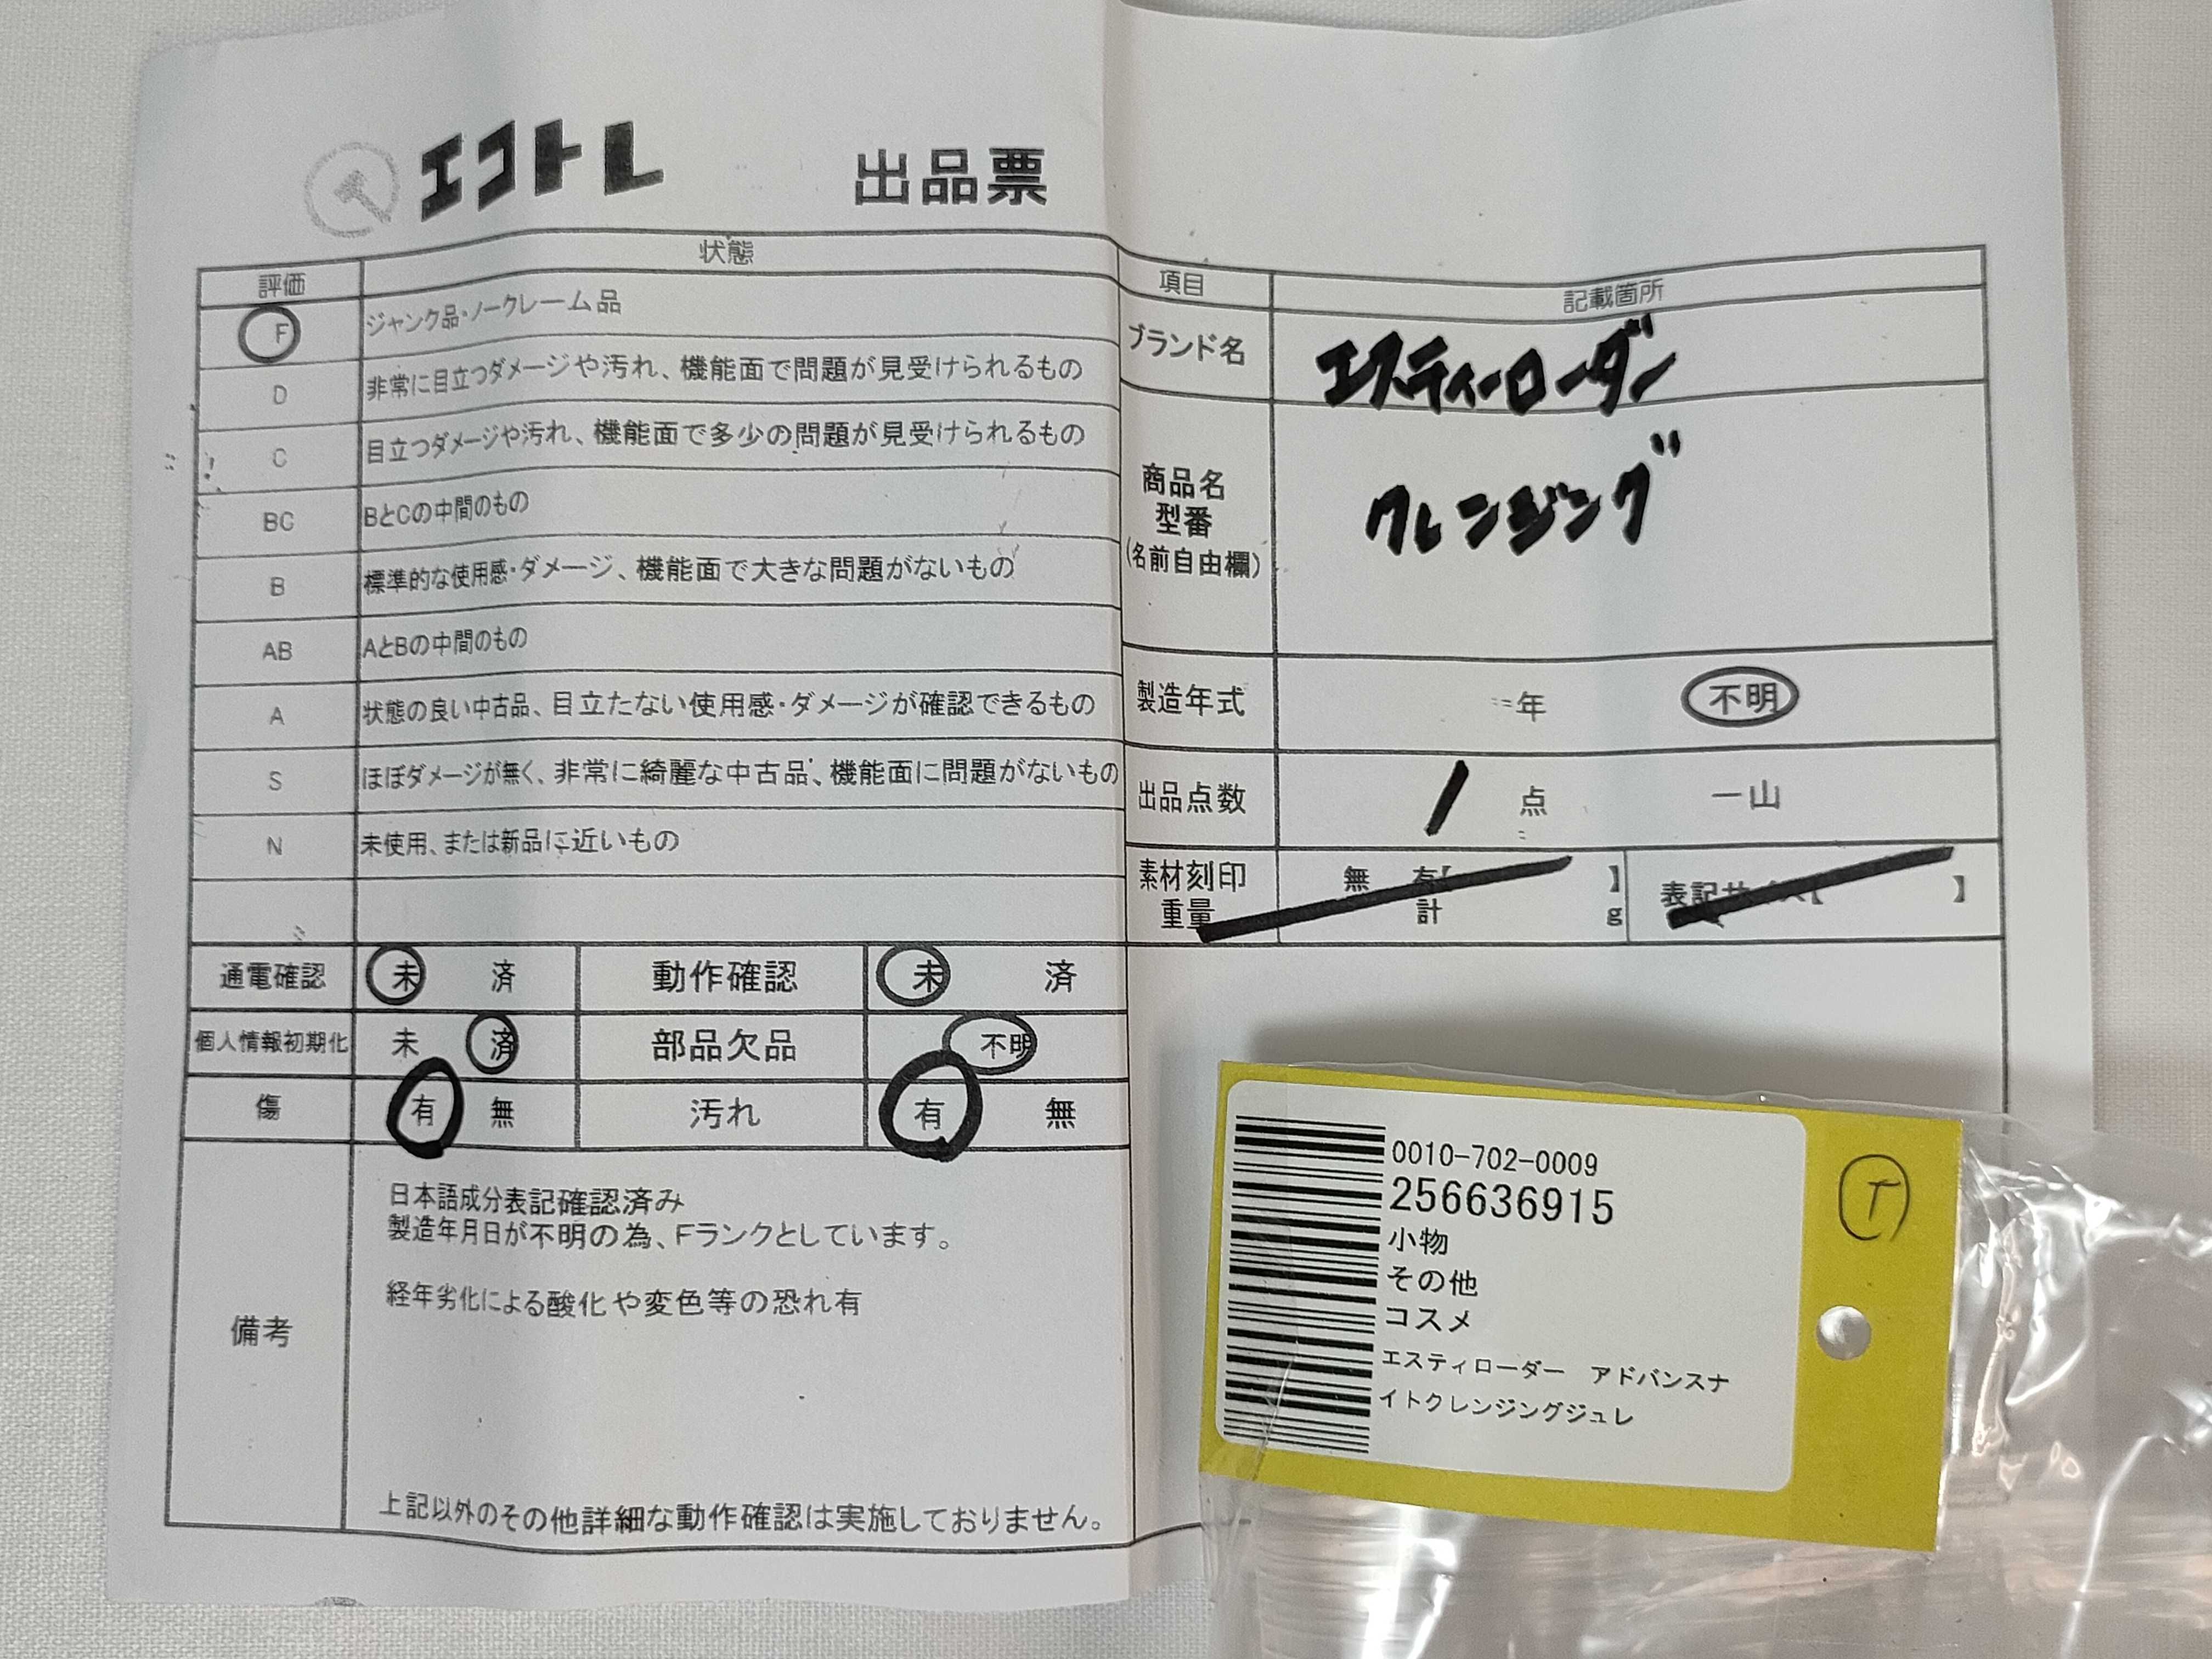 エコトレ 出品票
評価 状態
F ジャンク品・ノークレーム品
D 非常に目立つダメージや汚れ、機能面で問題が見受けられるもの
C 目立つダメージや汚れ、機能面で多少の問題が見受けられるもの
BC BとCの中間のもの
B 標準的な使用感・ダメージ、機能面で大きな問題がないもの
AB AとBの中間のもの
A 状態の良い中古品、目立たない使用感・ダメージが確認できるもの
S ほぼダメージが無く、非常に綺麗な中古品、機能面に問題がないもの
N 未使用、または新品に近いもの
項目 記載箇所
ブランド名 エスティーローダー
商品名
型番
(名前自由欄)
クレンジング
製造年式 年 不明
出品点数 1 点 一山
素材刻印 無 有【 】
重量 計 g
表記サイズ【 】
通電確認 未 済 動作確認 未 済
個人情報初期化 未 済 部品欠品 不明
傷 有 無 汚れ 有 無
備考
日本語成分表記確認済み
製造年月日が不明の為、Fランクとしています。
経年劣化による酸化や変色等の恐れ有
上記以外のその他詳細な動作確認は実施しておりません。
0010-702-0009
256636915
小物
その他
コスメ
エスティローダー アドバンスナ
イトクレンジングジュレ
T